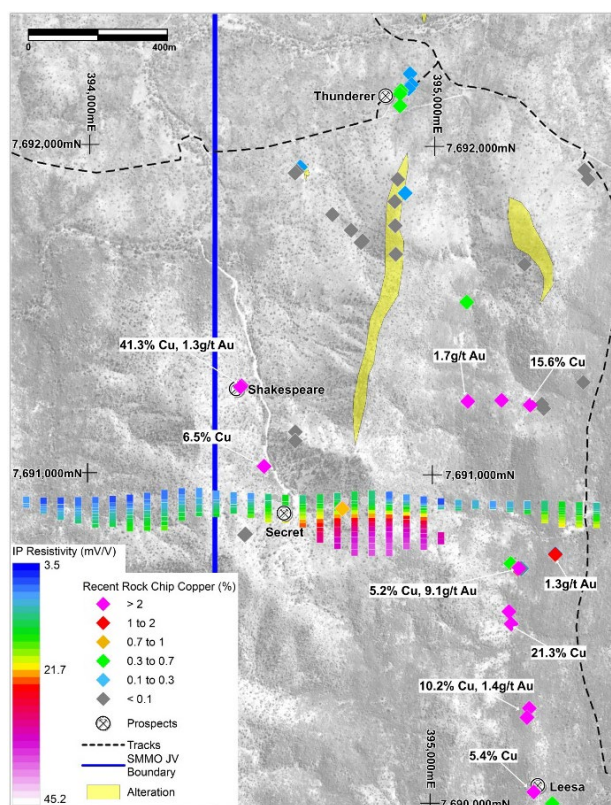 0
400m
394,000mE
395,000mE
Thunderer
7,692,000mN
7,692,000mN
41.3% Cu, 1.3g/t Au
Shakespeare
1.7g/t Au
15.6% Cu
6.5% Cu
7,691,000mN
7,691,000mN
Secret
IP Resistivity (mV/V)
3.5
21.7
45.2
Recent Rock Chip Copper (%)
> 2
1 to 2
0.7 to 1
0.3 to 0.7
0.1 to 0.3
< 0.1
Prospects
Tracks
SMMO JV
Boundary
Alteration
5.2% Cu, 9.1g/t Au
1.3g/t Au
21.3% Cu
10.2% Cu, 1.4g/t Au
395,000mE
5.4% Cu
Leesa
7,690,000mN